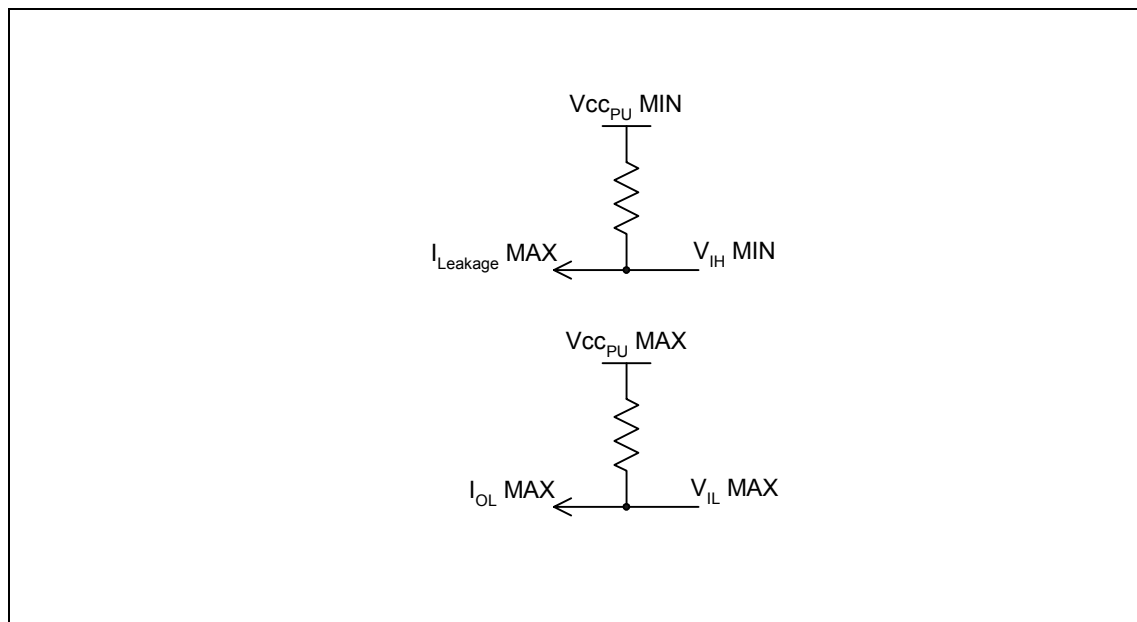 Vcc_PU MIN
I_Leakage MAX
V_IH MIN
Vcc_PU MAX
I_OL MAX
V_IL MAX